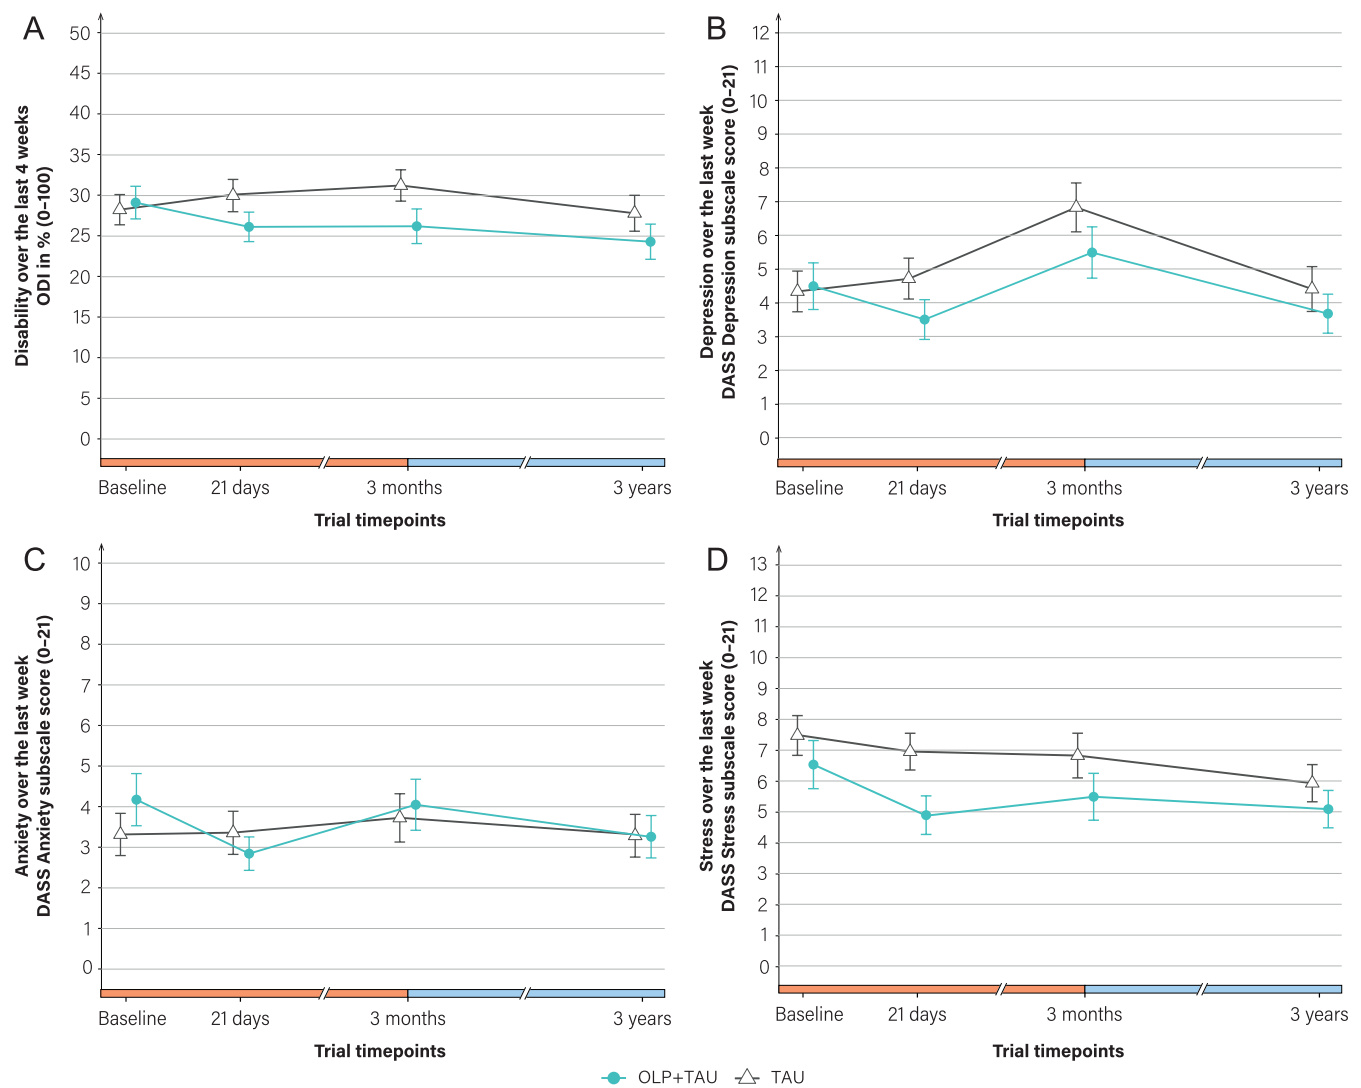 A
Disability over the last 4 weeks
ODI in % (0–100)
50
45
40
35
30
25
20
15
10
5
0
Baseline 21 days 3 months 3 years
Trial timepoints
B
Depression over the last week
DASS Depression subscale score (0–21)
12
11
10
9
8
7
6
5
4
3
2
1
0
Baseline 21 days 3 months 3 years
Trial timepoints
C
Anxiety over the last week
DASS Anxiety subscale score (0–21)
10
9
8
7
6
5
4
3
2
1
0
Baseline 21 days 3 months 3 years
Trial timepoints
D
Stress over the last week
DASS Stress subscale score (0–21)
13
12
11
10
9
8
7
6
5
4
3
2
1
0
Baseline 21 days 3 months 3 years
Trial timepoints
OLP+TAU TAU